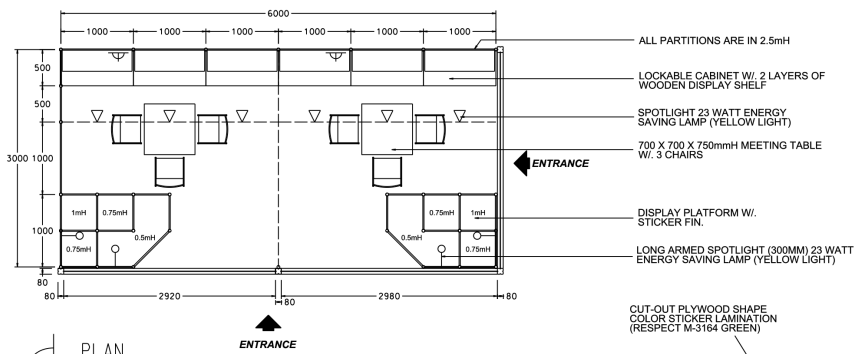 6000
1000 1000 1000 1000 1000 1000
ALL PARTITIONS ARE IN 2.5mH
500
LOCKABLE CABINET W/. 2 LAYERS OF
WOODEN DISPLAY SHELF
500
SPOTLIGHT 23 WATT ENERGY
SAVING LAMP (YELLOW LIGHT)
700 X 700 X 750mmH MEETING TABLE
W/. 3 CHAIRS
3000 1000
ENTRANCE
1mH 0.75mH 0.75mH 1mH
DISPLAY PLATFORM W/.
STICKER FIN.
1000
0.5mH 0.5mH
0.75mH 0.75mH
LONG ARMED SPOTLIGHT (300MM) 23 WATT
ENERGY SAVING LAMP (YELLOW LIGHT)
80
80 2920 80 2980 80
CUT-OUT PLYWOOD SHAPE
COLOR STICKER LAMINATION
(RESPECT M-3164 GREEN)
ENTRANCE
PLAN